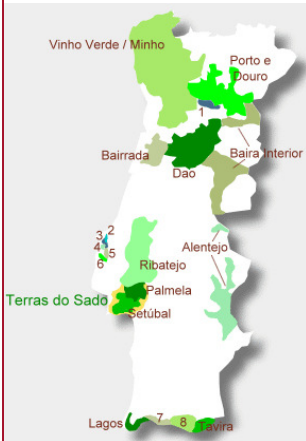 Vinho Verde / Minho
Porto e
Douro
1
Bairrada
Baira Interior
Dao
3 2
4
5
6
Alentejo
Ribatejo
Terras do Sado
Palmela
Setúbal
Lagos
7
8
Tavira